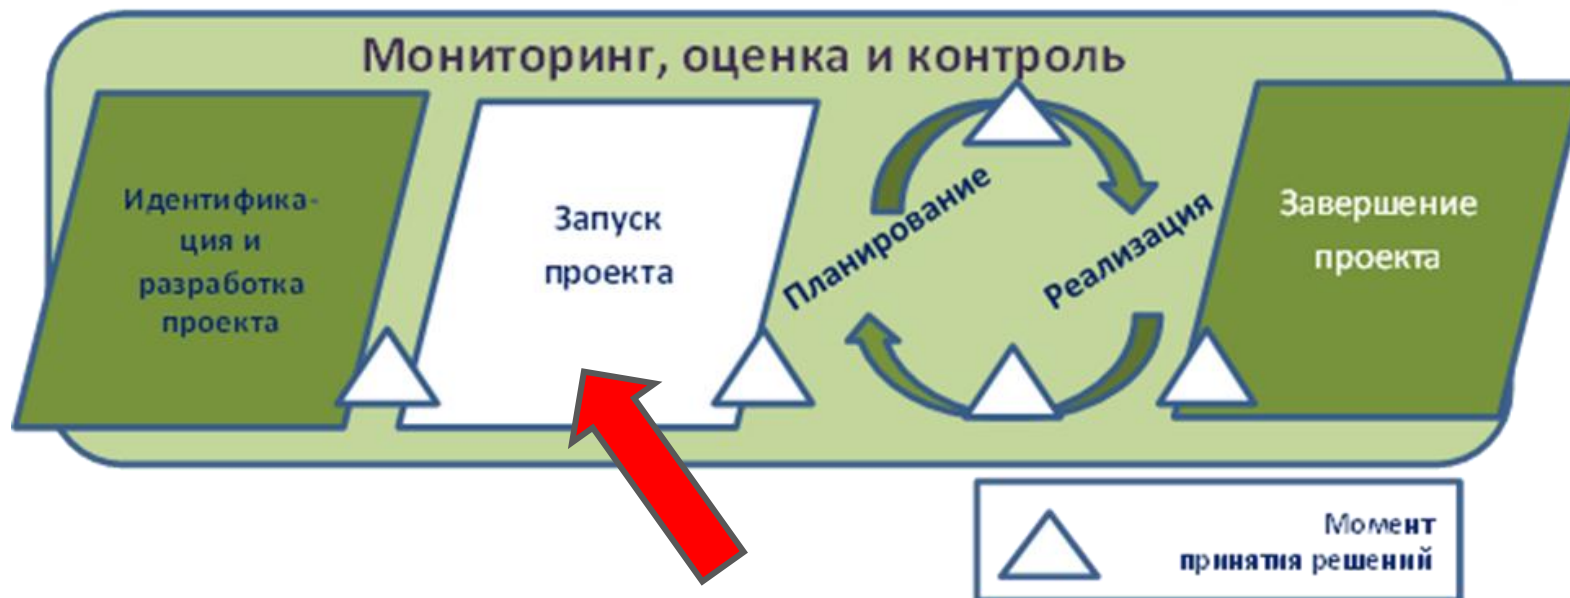 Мониторинг, оценка и контроль
Идентифика-
ция и
разработка
проекта
Запуск
проекта
Планирование
Реализация
Завершение
проекта
Момент
принятия решений